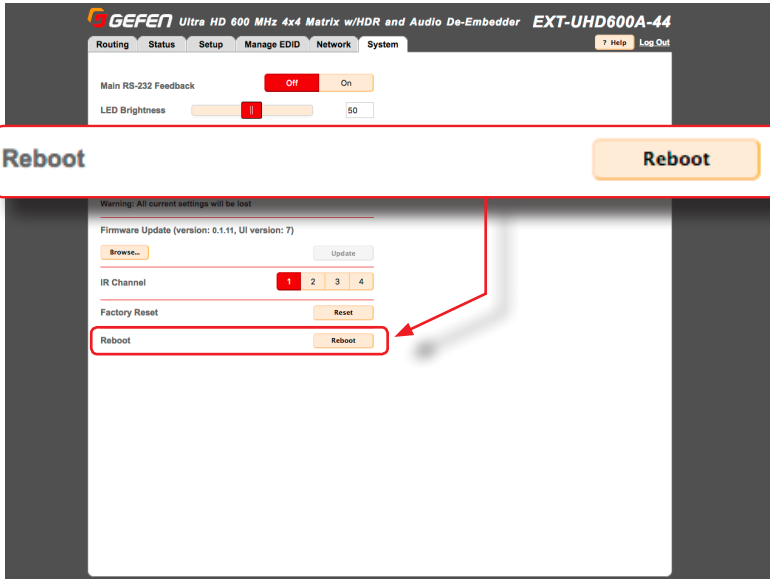 GEFEN Ultra HD 600 MHz 4x4 Matrix w/HDR and Audio De-Embedder EXT-UHD600A-44
Routing Status Setup Manage EDID Network System ? Help Log Out
Main RS-232 Feedback Off On
LED Brightness 50
Reboot Reboot
Warning: All current settings will be lost
Firmware Update (version: 0.1.11, UI version: 7)
Browse... Update
IR Channel 1 2 3 4
Factory Reset Reset
Reboot Reboot